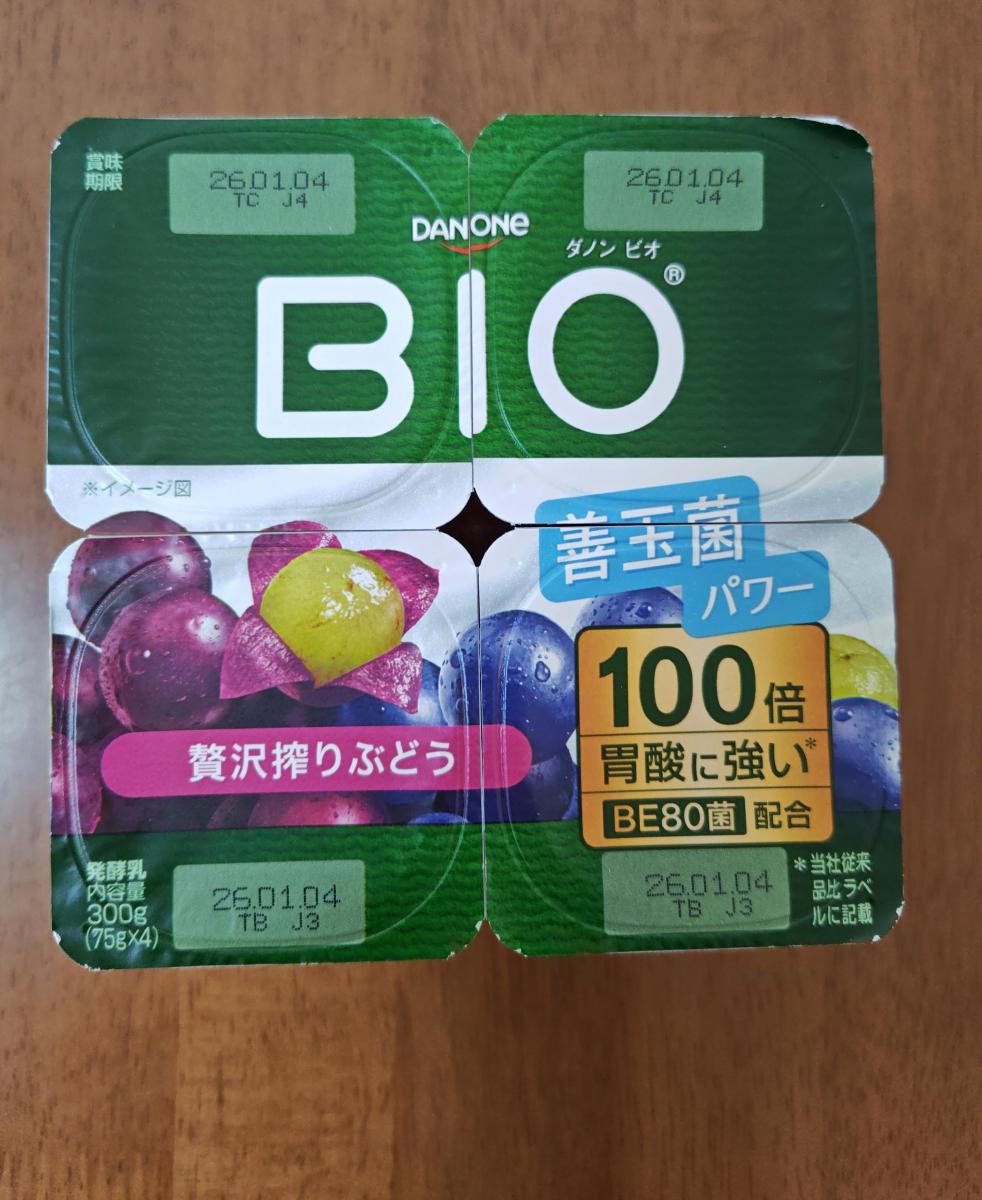 賞味
期限
26.01.04
TC J4
26.01.04
TC J4
DANONE
ダノン ビオ
BIO®
※イメージ図
善玉菌
パワー
100倍
胃酸に強い*
BE80菌 配合
贅沢搾りぶどう
発酵乳
内容量
300g
(75g×4)
26.01.04
TB J3
26.01.04
TB J3
*当社従来
品比 ラベ
ルに記載